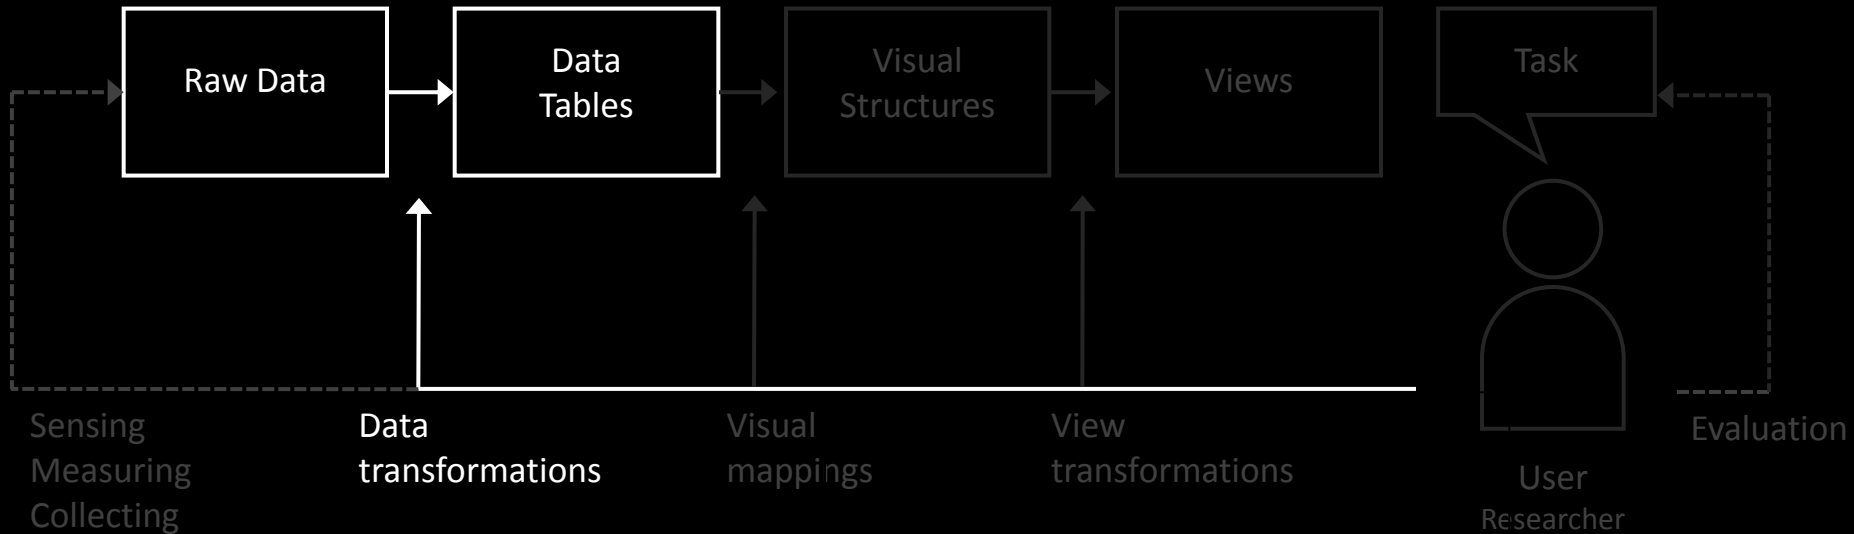 Raw Data
Data
Tables
Visual
Structures
Views
Task
Sensing
Measuring
Collecting
Data
transformations
Visual
mappings
View
transformations
User
Researcher
Evaluation